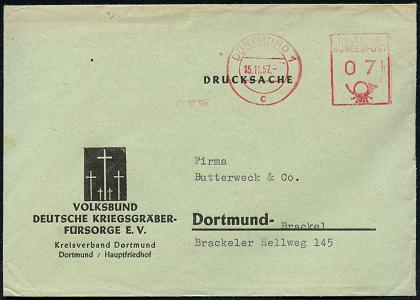 DORTMUND 1
15.11.57.-
c
DEUTSCHE
BUNDESPOST
07
DRUCKSACHE
Firma
Butterweck & Co.
VOLKSBUND
DEUTSCHE KRIEGSGRÄBER-
FÜRSORGE E. V.
Kreisverband Dortmund
Dortmund / Hauptfriedhof
Dortmund-Brackel
Brackeler Hellweg 145